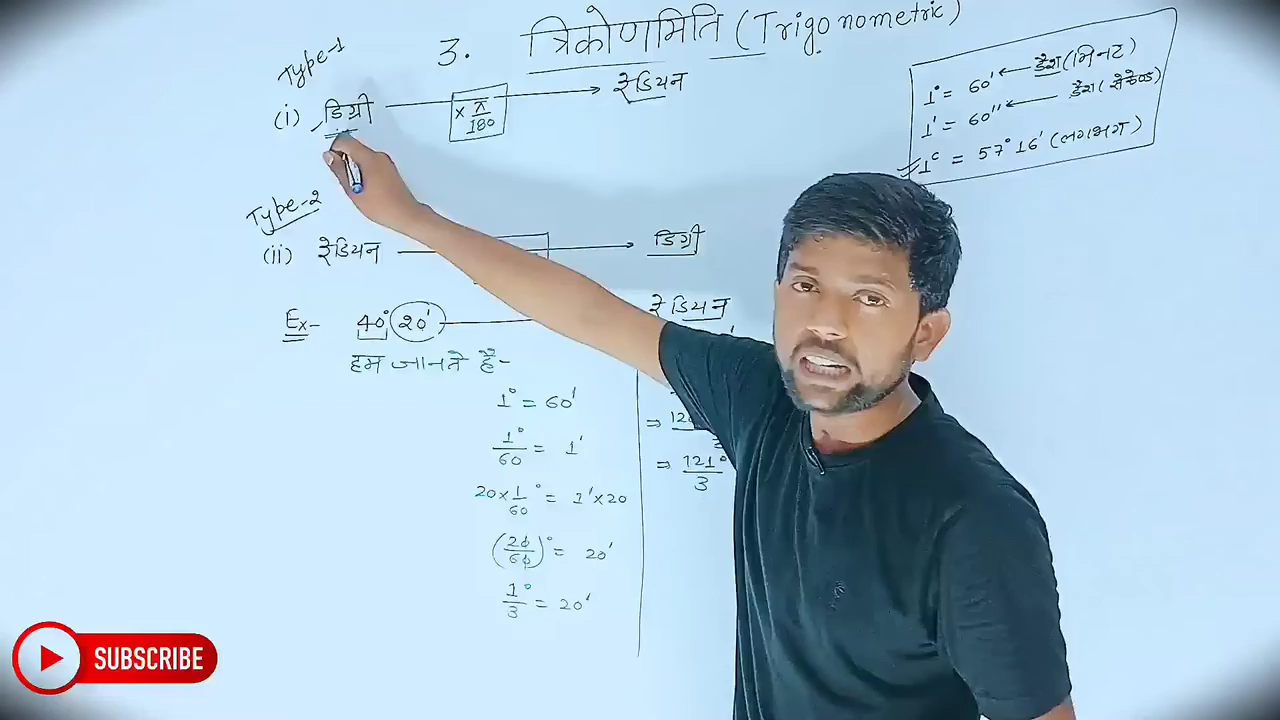 3. त्रिकोणमिति (Trigonometric)
Type-1
(i) डिग्री × π/180 रेडियन
1° = 60' ← डैश (मिनट)
1' = 60'' ← डैश (सेकेण्ड)
1ᶜ = 57° 16' (लगभग)
Type-2
(ii) रेडियन डिग्री
Ex- 40° 20' रेडियन
हम जानते है-
1° = 60'
1°/60 = 1'
20 × 1°/60 = 1' × 20
(20/60)° = 20'
1°/3 = 20'
⇒ 121°/3
SUBSCRIBE